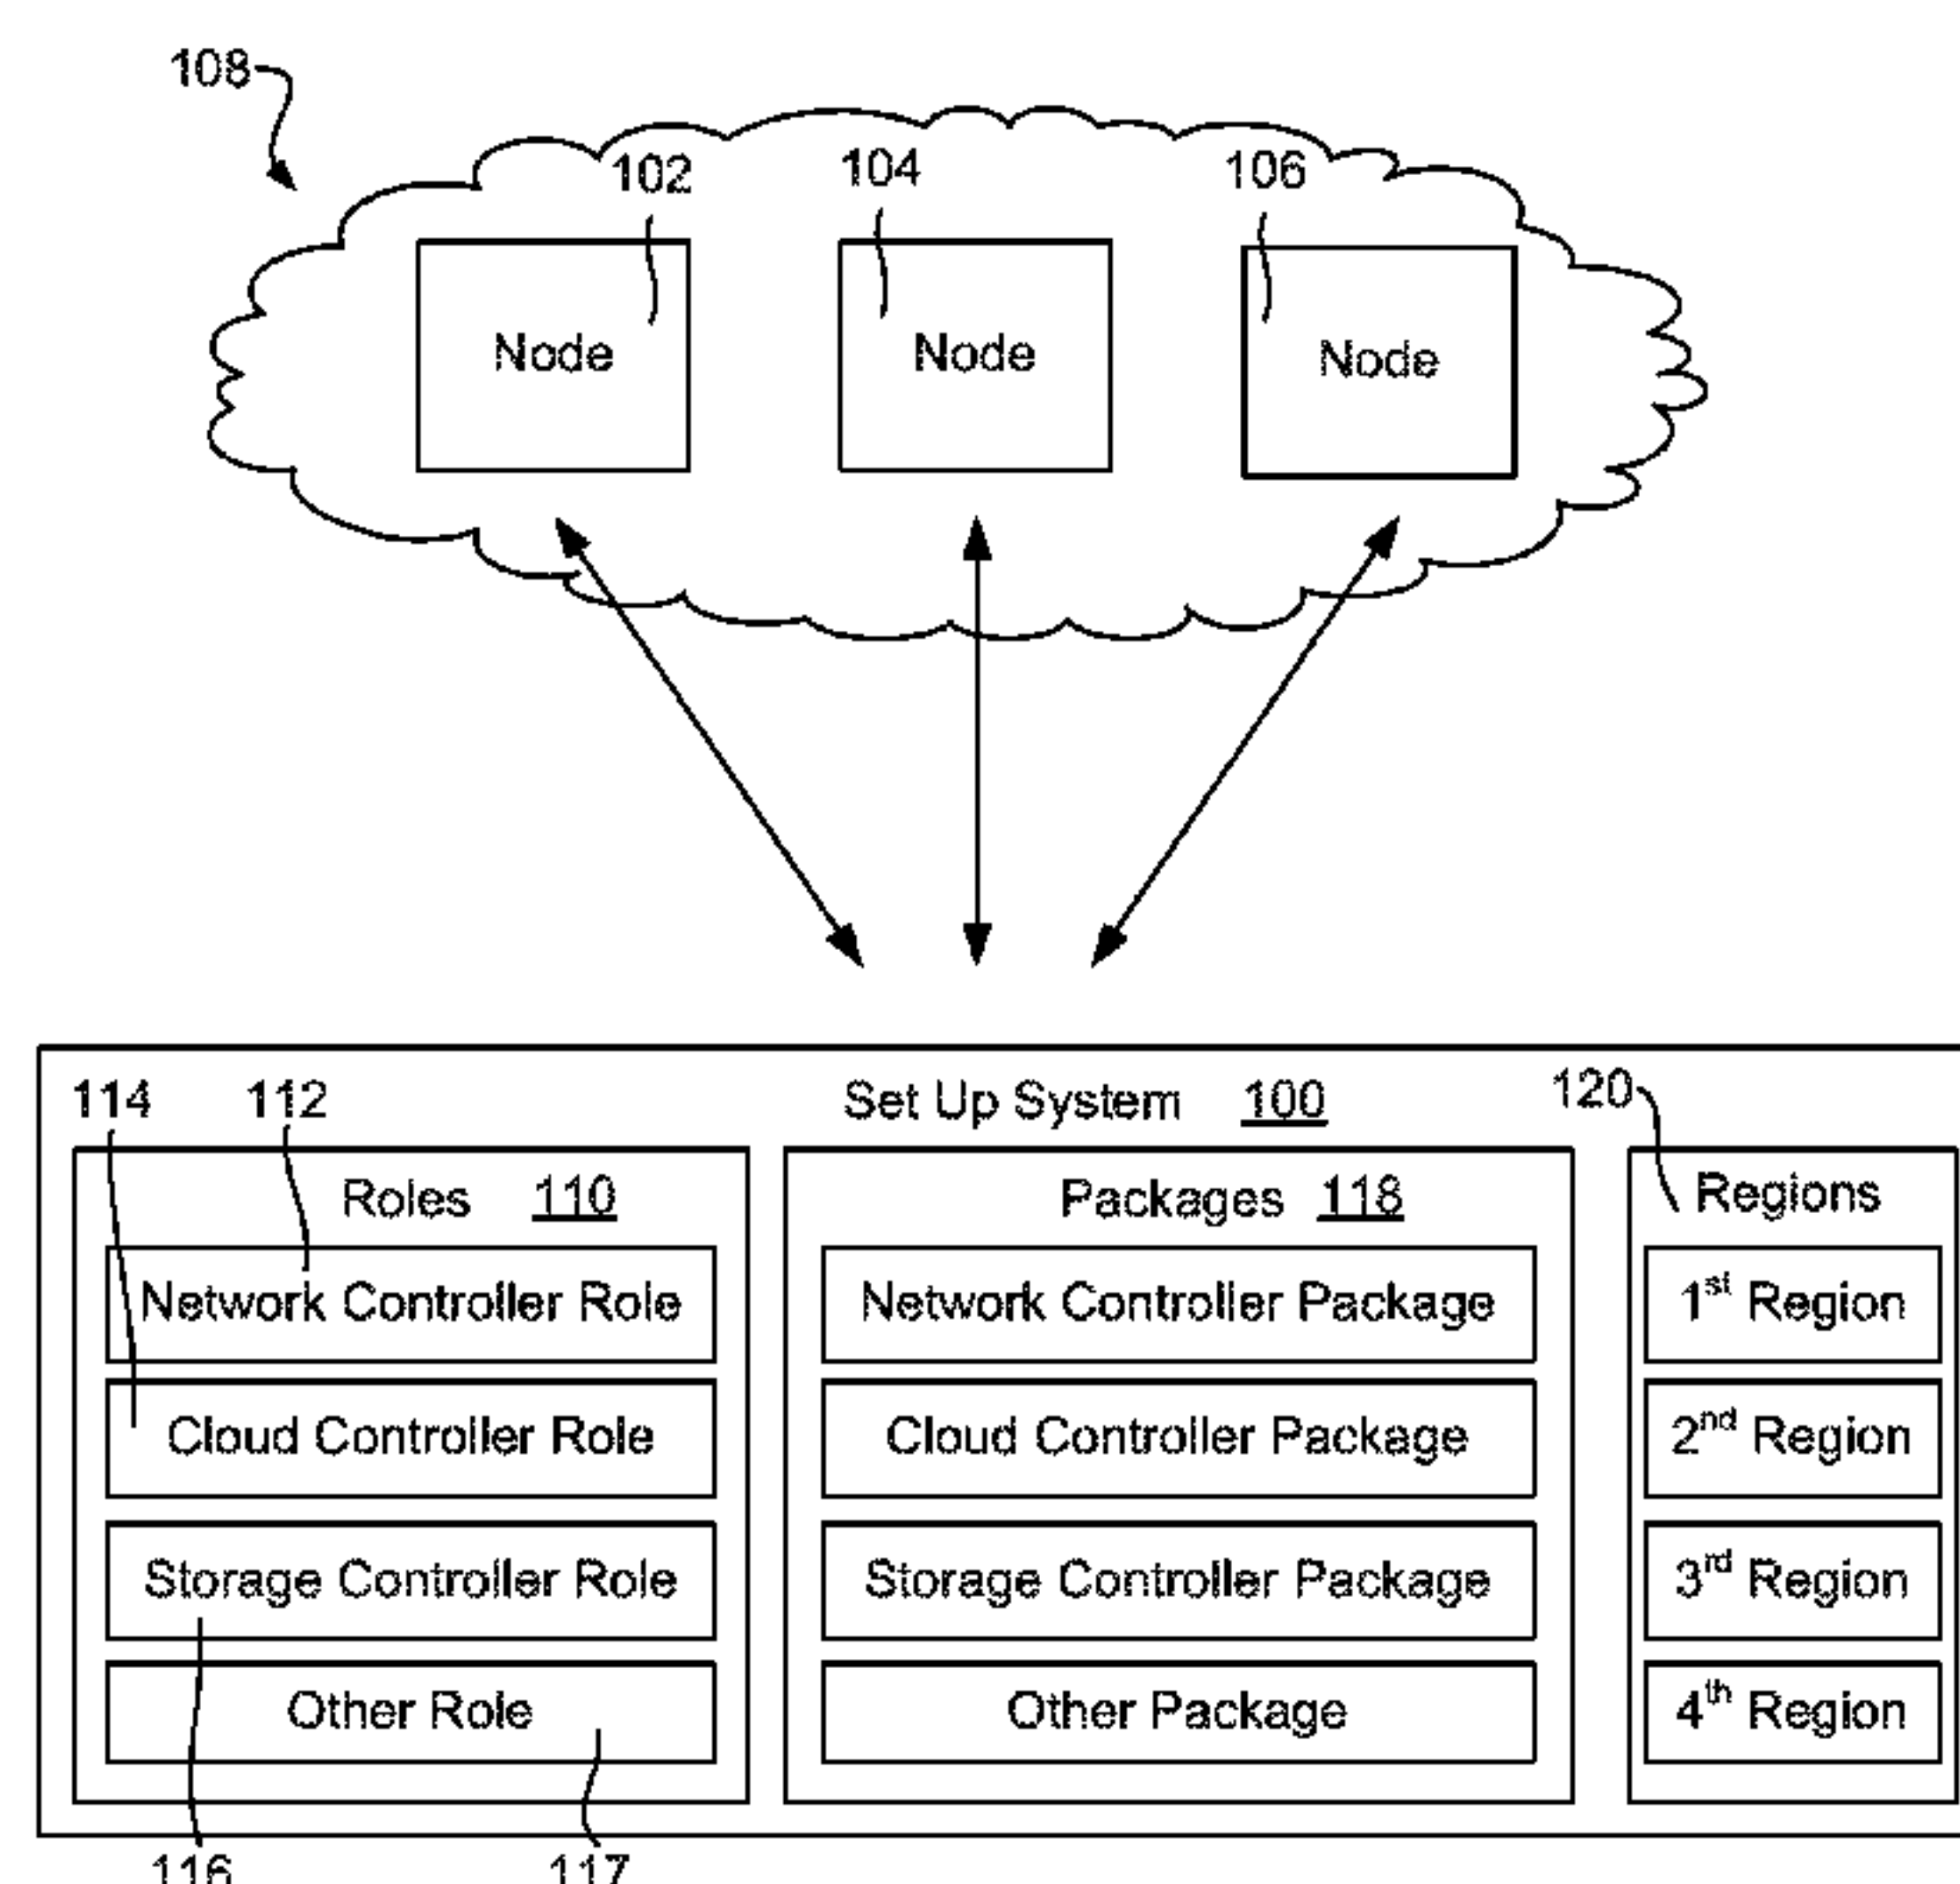 108
102
104
106
Node
Node
Node
Set Up System 100
114
112
120
Roles 110
Network Controller Role
Cloud Controller Role
Storage Controller Role
Other Role
Packages 118
Network Controller Package
Cloud Controller Package
Storage Controller Package
Other Package
Regions
1st Region
2nd Region
3rd Region
4th Region
116
117